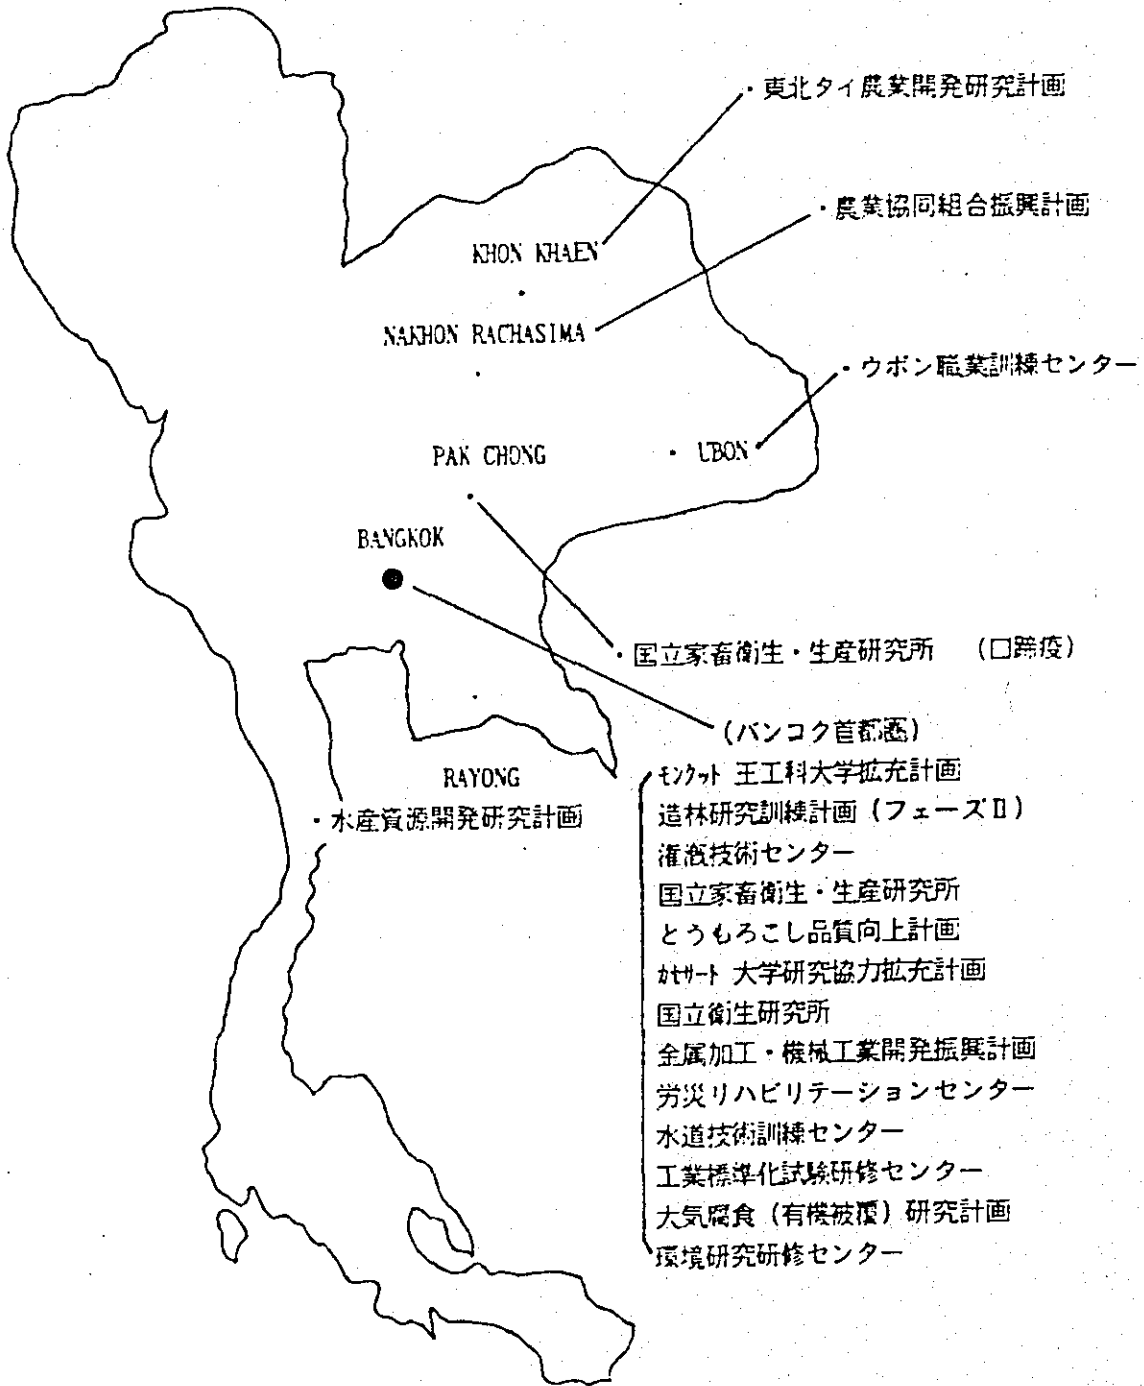 ・東北タイ農業開発研究計画
・農業協同組合振興計画
KHON KHAEN
NAKHON RACHASIMA
・ウボン職業訓練センター
PAK CHONG
UBON
BANGKOK
・国立家畜衛生・生産研究所 (口蹄疫)
(バンコク首都圏)
RAYONG
・水産資源開発研究計画
モンクット 王工科大学拡充計画
造林研究訓練計画 (フェーズⅡ)
灌漑技術センター
国立家畜衛生・生産研究所
とうもろこし品質向上計画
カセサート 大学研究協力拡充計画
国立衛生研究所
金属加工・機械工業開発振興計画
労災リハビリテーションセンター
水道技術訓練センター
工業標準化試験研修センター
大気腐食 (有機被覆) 研究計画
環境研究研修センター